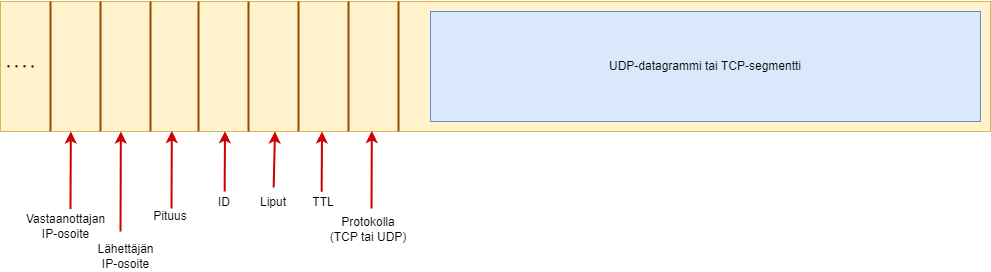 ....
UDP-datagrammi tai TCP-segmentti
Vastaanottajan
IP-osoite
Lähettäjän
IP-osoite
Pituus
ID
Liput
TTL
Protokolla
(TCP tai UDP)